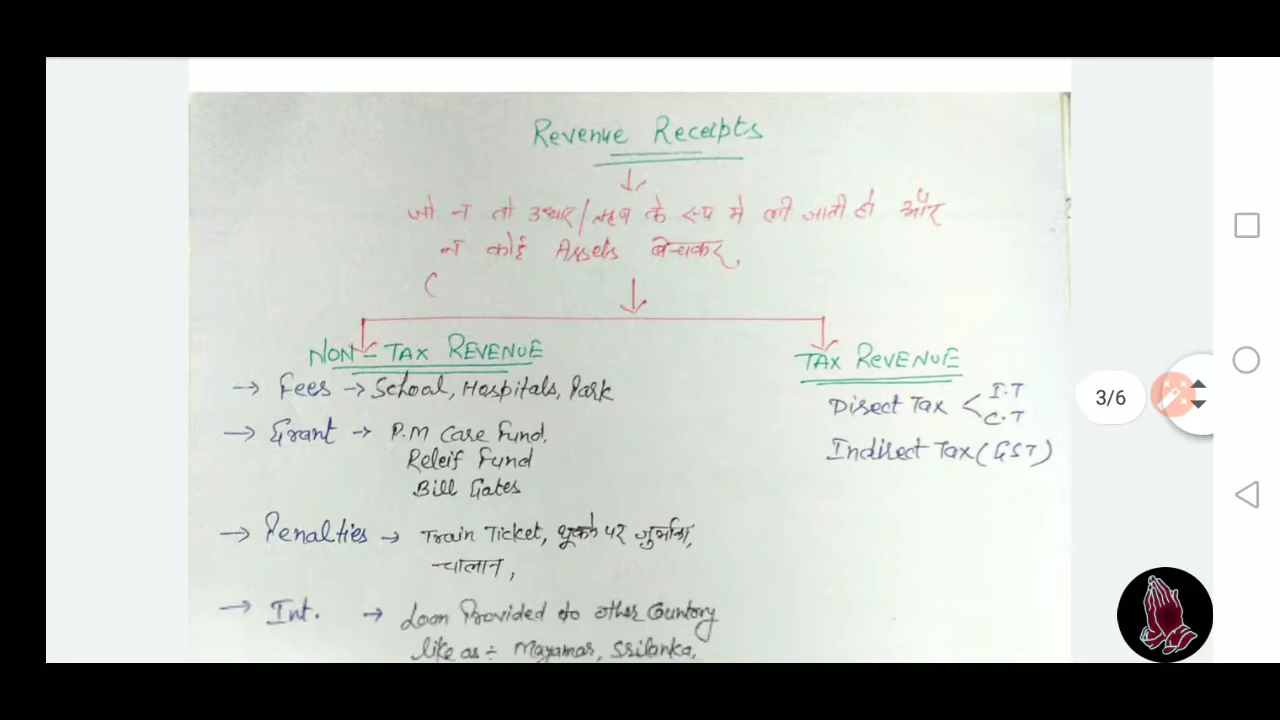 Revenue Receipts
जो न तो उधार/ऋण के रूप मे ली जाती हो और
न कोई Assets बेचकर,
(
NON-TAX REVENUE
TAX REVENUE
→ Fees → School, Hospitals, Park
Direct Tax < I.T
C.T
→ Grant → P.M Care Fund,
Indirect Tax (GST)
Releif Fund
Bill Gates
→ Penalties → Train Ticket, थूकने पर जुर्माना,
चालान,
→ Int. → Loan Provided to other Countory
like as ÷ Mayamar, Srilanka,
3/6